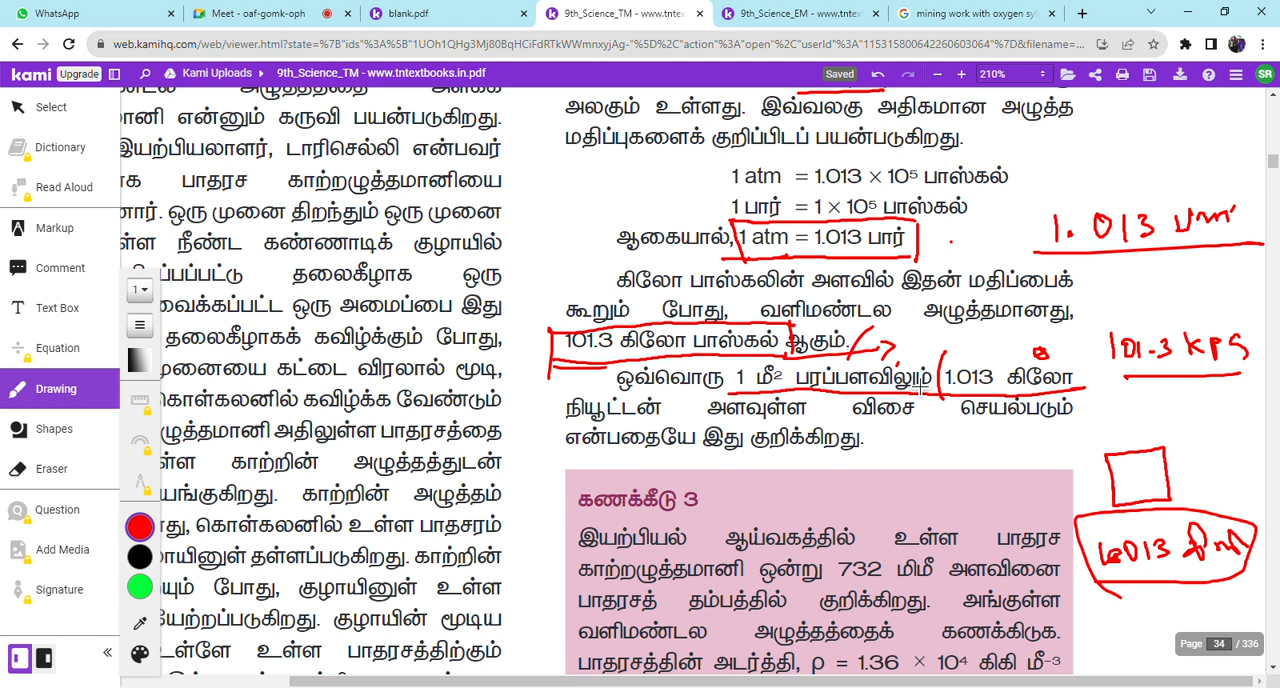 WhatsApp
Meet - oaf-gomk-oph
blank.pdf
9th_Science_TM - www.tntex
9th_Science_EM - www.tntex
mining work with oxygen syl
web.kamihq.com/web/viewer.html?state=%7B"ids"%3A%5B"1UOh1QHg3Mj80BqHCiFdRTkWWmnxyjAg-"%5D%2C"action"%3A"open"%2C"userId"%3A"115315800642260603064"%7D&filename=...
kami
Upgrade
Kami Uploads
9th_Science_TM - www.tntextbooks.in.pdf
Saved
210%
SR
Select
Dictionary
Read Aloud
Markup
Comment
Text Box
Equation
Drawing
Shapes
Eraser
Question
Add Media
Signature
1
ானி என்னும் கருவி பயன்படுகிறது.
இயற்பியலாளர், டாரிசெல்லி என்பவர்
ாக பாதரச காற்றழுத்தமானியை
னார். ஒரு முனை திறந்தும் ஒரு முனை
ள்ள நீண்ட கண்ணாடிக் குழாயில்
ப்பப்பட்டு தலைகீழாகக் ஒரு
வைக்கப்பட்ட ஒரு அமைப்பை இது
தலைகீழாகக் கவிழ்க்கும் போது,
முனையை கட்டை விரலால் மூடி,
கொள்கலனில் கவிழ்க்க வேண்டும்
ழுத்தமானி அதிலுள்ள பாதரசத்தை
ள்ள காற்றின் அழுத்தத்துடன்
யங்குகிறது. காற்றின் அழுத்தம்
ாது, கொள்கலனில் உள்ள பாதசரம்
ாயினுள் தள்ளப்படுகிறது. காற்றின்
யும் போது, குழாயினுள் உள்ள
யேற்றப்படுகிறது. குழாயின் மூடிய
உள்ளே உள்ள பாதரசத்திற்கும்
அலகும் உள்ளது. இவ்வலகு அதிகமான அழுத்த
மதிப்புகளைக் குறிப்பிடப் பயன்படுகிறது.
1 atm = 1.013 × 10⁵ பாஸ்கல்
1 பார் = 1 × 10⁵ பாஸ்கல்
ஆகையால், 1 atm = 1.013 பார்
1.013 பார்
கிலோ பாஸ்கலின் அளவில் இதன் மதிப்பைக்
கூறும் போது, வளிமண்டல அழுத்தமானது,
101.3 கிலோ பாஸ்கல் ஆகும்.
101.3 KPa
ஒவ்வொரு 1 மீ² பரப்பளவிலும் 1.013 கிலோ
நியூட்டன் அளவுள்ள விசை செயல்படும்
என்பதையே இது குறிக்கிறது.
கணக்கீடு 3
இயற்பியல் ஆய்வகத்தில் உள்ள பாதரச
காற்றழுத்தமானி ஒன்று 732 மிமீ அளவினை
பாதரசத் தம்பத்தில் குறிக்கிறது. அங்குள்ள
வளிமண்டல அழுத்தத்தைக் கணக்கிடுக.
பாதரசத்தின் அடர்த்தி, ρ = 1.36 × 10⁴ கிகி மீ⁻³
Page 34 / 336